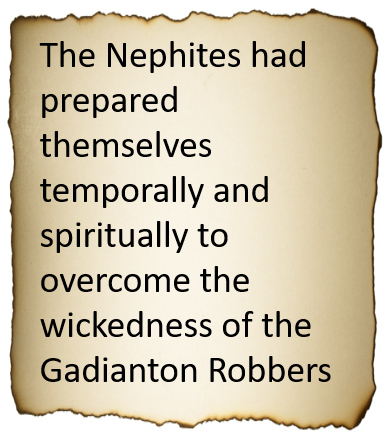 The Nephites had
prepared
themselves
temporally and
spiritually to
overcome the
wickedness of the
Gadianton Robbers